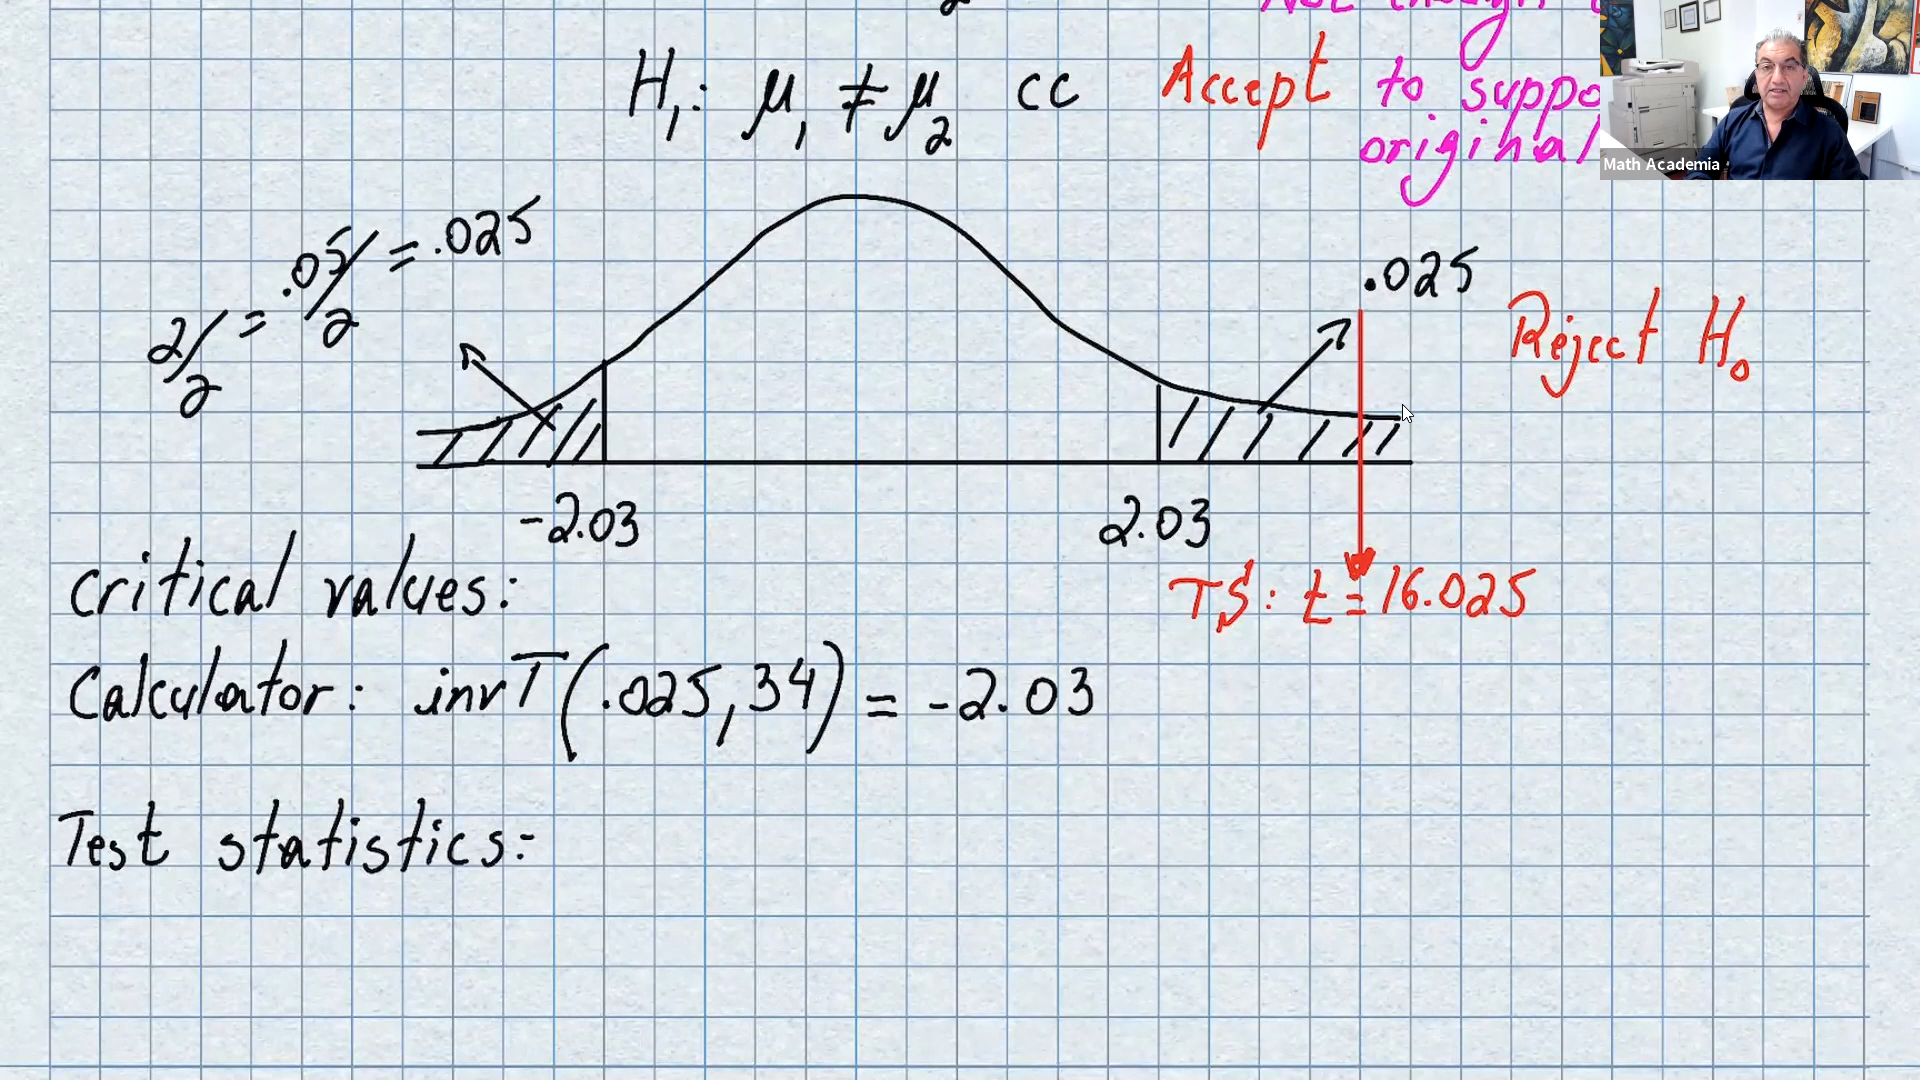 H₁: μ₁ ≠ μ₂ cc Accept to suppo
original
Math Academia
2/2 = .05/2 = .025
.025
Reject H₀
-2.03
2.03
critical values:
TS: t = 16.025
Calculator: invT(.025,34) = -2.03
Test statistics: